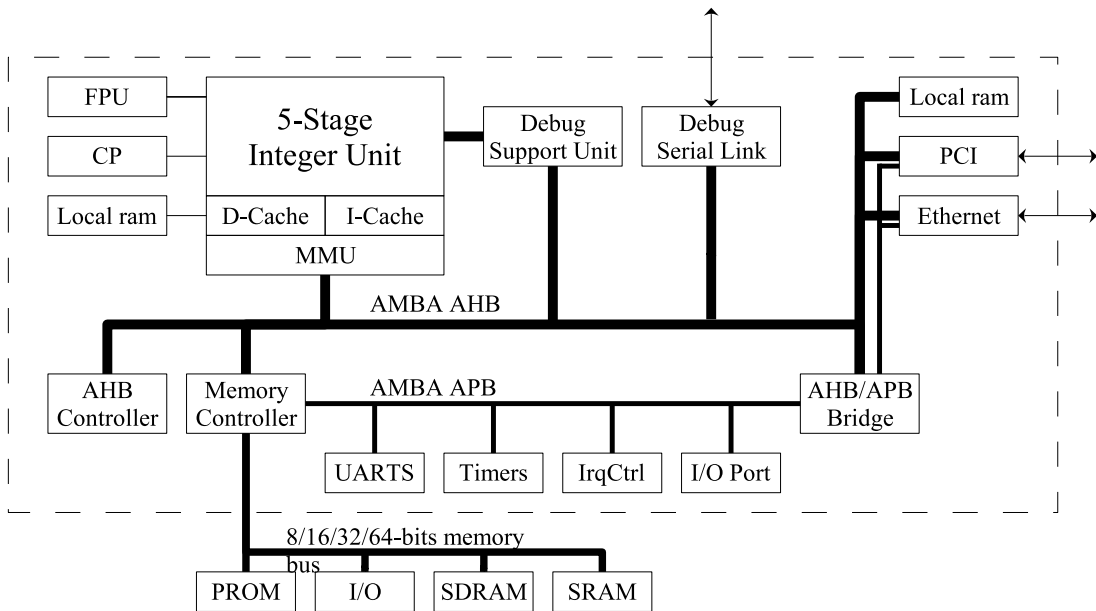 FPU
5-Stage
Integer Unit
CP
Local ram
D-Cache
I-Cache
MMU
Debug
Support Unit
Debug
Serial Link
Local ram
PCI
Ethernet
AMBA AHB
AHB
Controller
Memory
Controller
AMBA APB
AHB/APB
Bridge
UARTS
Timers
IrqCtrl
I/O Port
8/16/32/64-bits memory
bus
PROM
I/O
SDRAM
SRAM